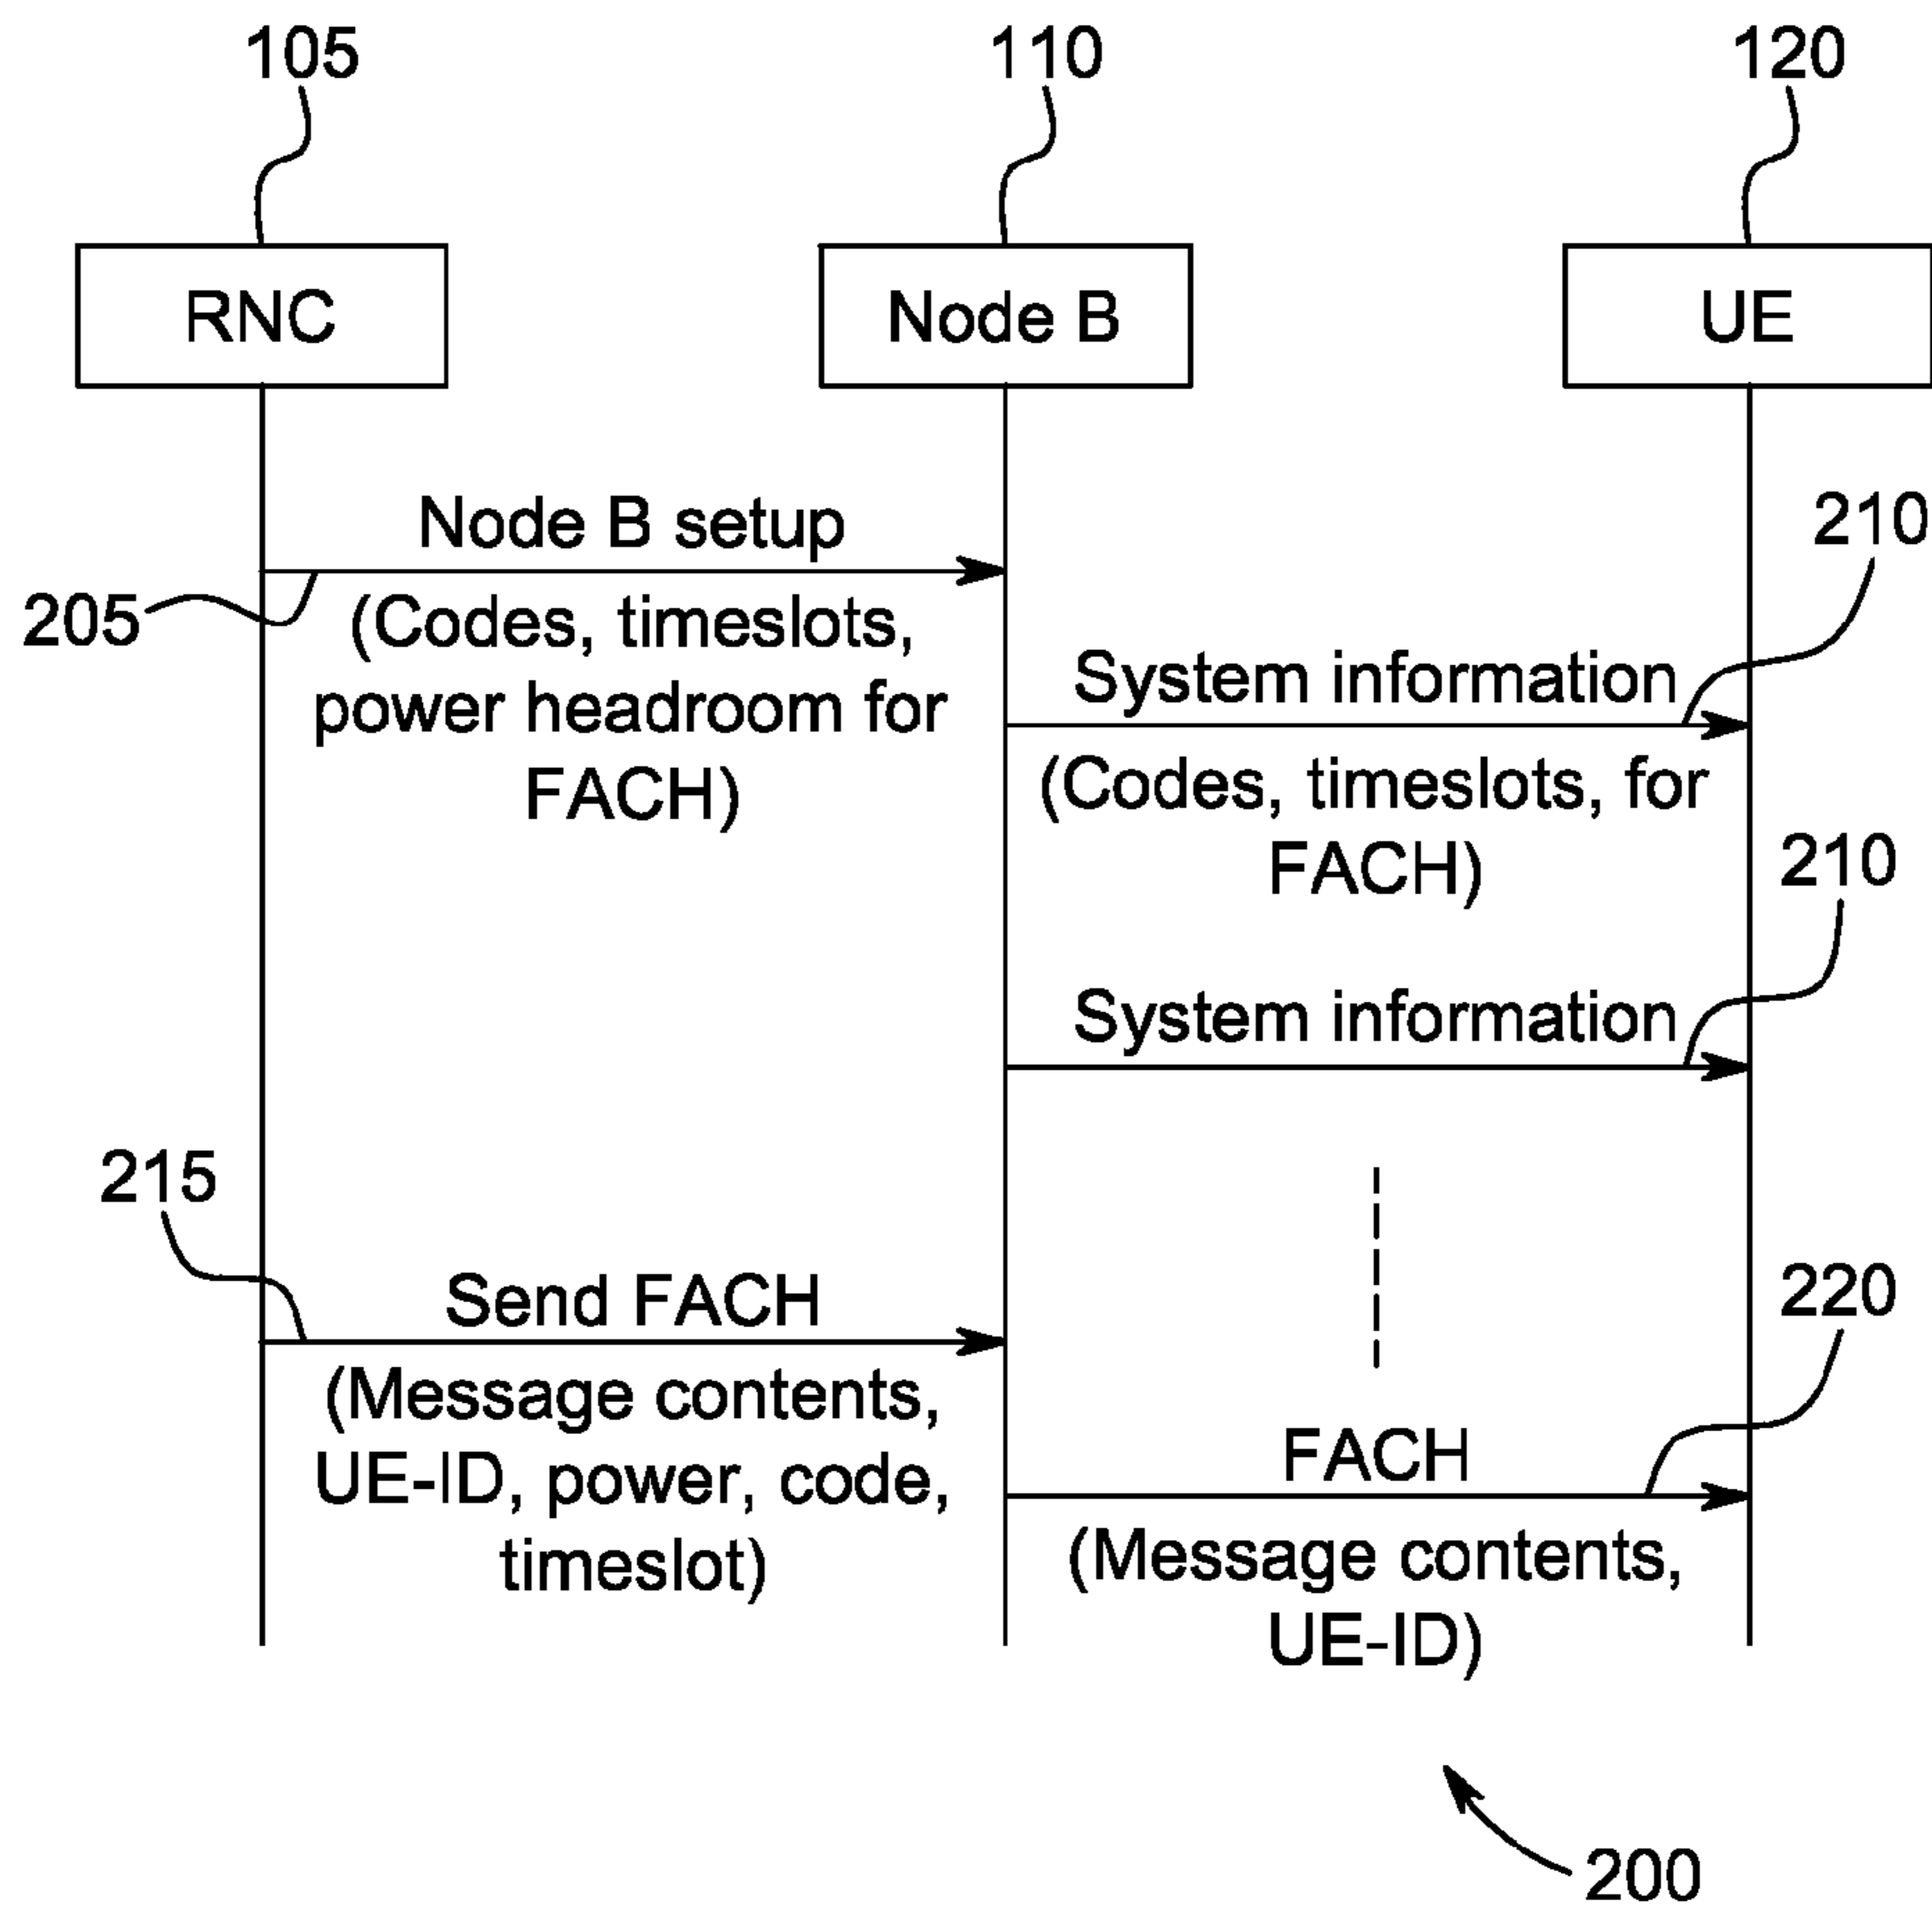 105
110
120
RNC
Node B
UE
Node B setup
205
(Codes, timeslots,
power headroom for
FACH)
210
System information
(Codes, timeslots, for
FACH)
210
System information
215
Send FACH
(Message contents,
UE-ID, power, code,
timeslot)
220
FACH
(Message contents,
UE-ID)
200